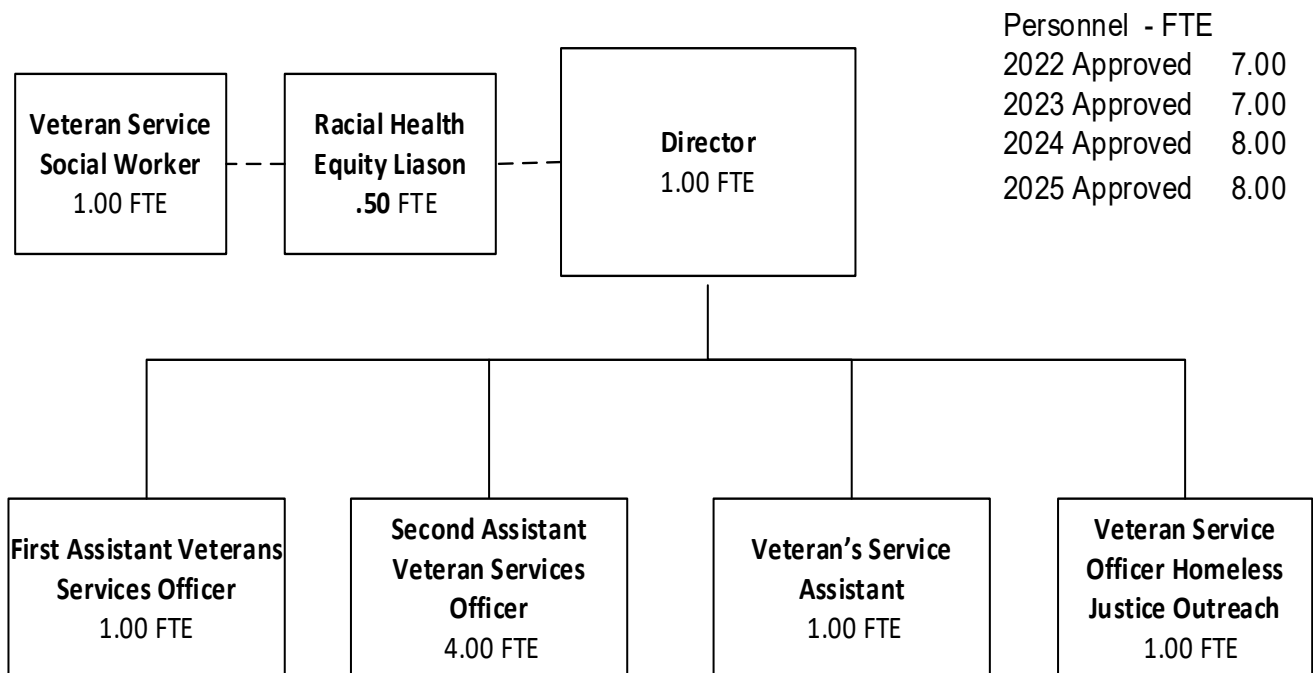 Personnel - FTE
2022 Approved 7.00
2023 Approved 7.00
2024 Approved 8.00
2025 Approved 8.00
Veteran Service
Social Worker
1.00 FTE
Racial Health
Equity Liason
.50 FTE
Director
1.00 FTE
First Assistant Veterans
Services Officer
1.00 FTE
Second Assistant
Veteran Services
Officer
4.00 FTE
Veteran’s Service
Assistant
1.00 FTE
Veteran Service
Officer Homeless
Justice Outreach
1.00 FTE